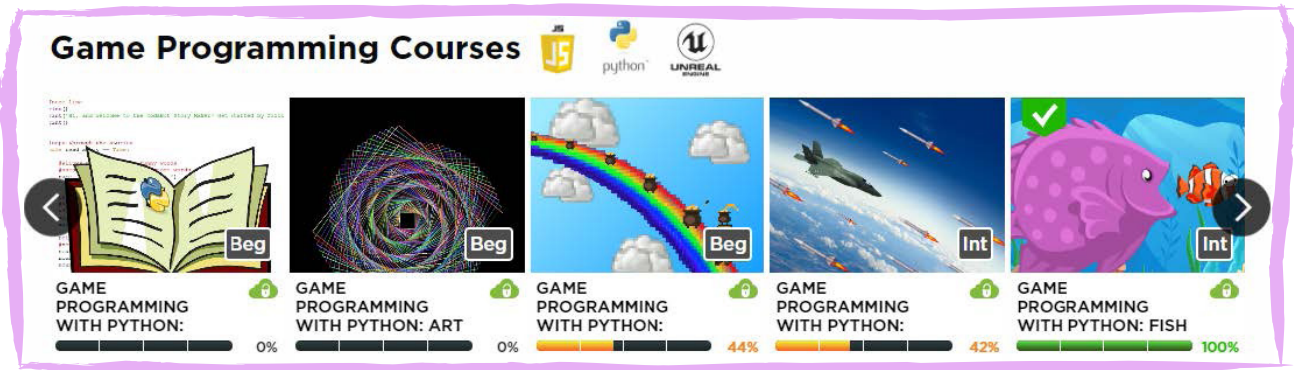 Game Programming Courses
JS
python
UNREAL
ENGINE
Beg
Beg
Beg
Int
Int
GAME
PROGRAMMING
WITH PYTHON:
0%
GAME
PROGRAMMING
WITH PYTHON: ART
0%
GAME
PROGRAMMING
WITH PYTHON:
44%
GAME
PROGRAMMING
WITH PYTHON:
42%
GAME
PROGRAMMING
WITH PYTHON: FISH
100%